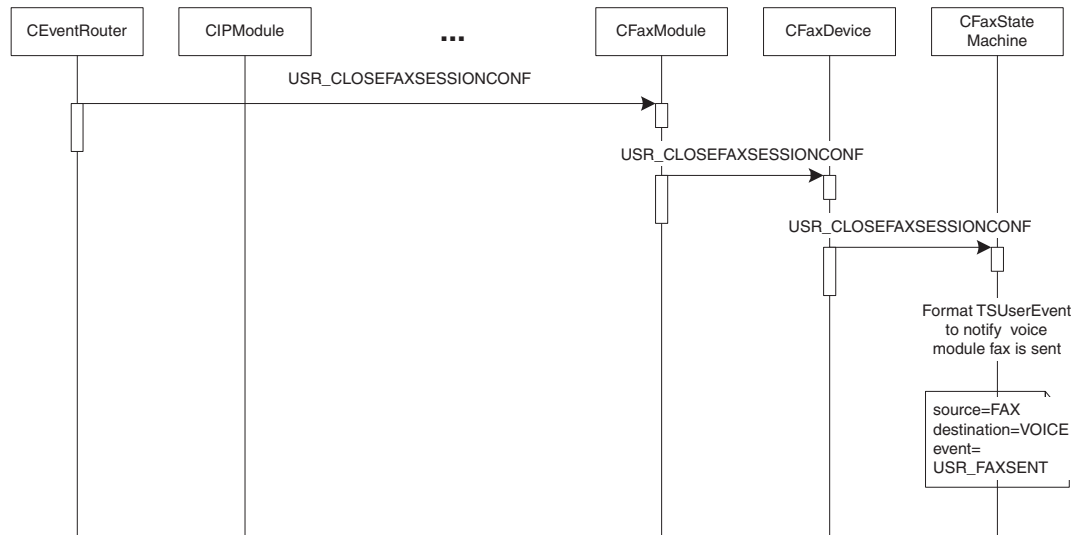 CEventRouter
CIPModule
...
CFaxModule
CFaxDevice
CFaxState
Machine
USR_CLOSEFAXSESSIONCONF
USR_CLOSEFAXSESSIONCONF
USR_CLOSEFAXSESSIONCONF
Format TSUserEvent
to notify voice
module fax is sent
source=FAX
destination=VOICE
event=
USR_FAXSENT